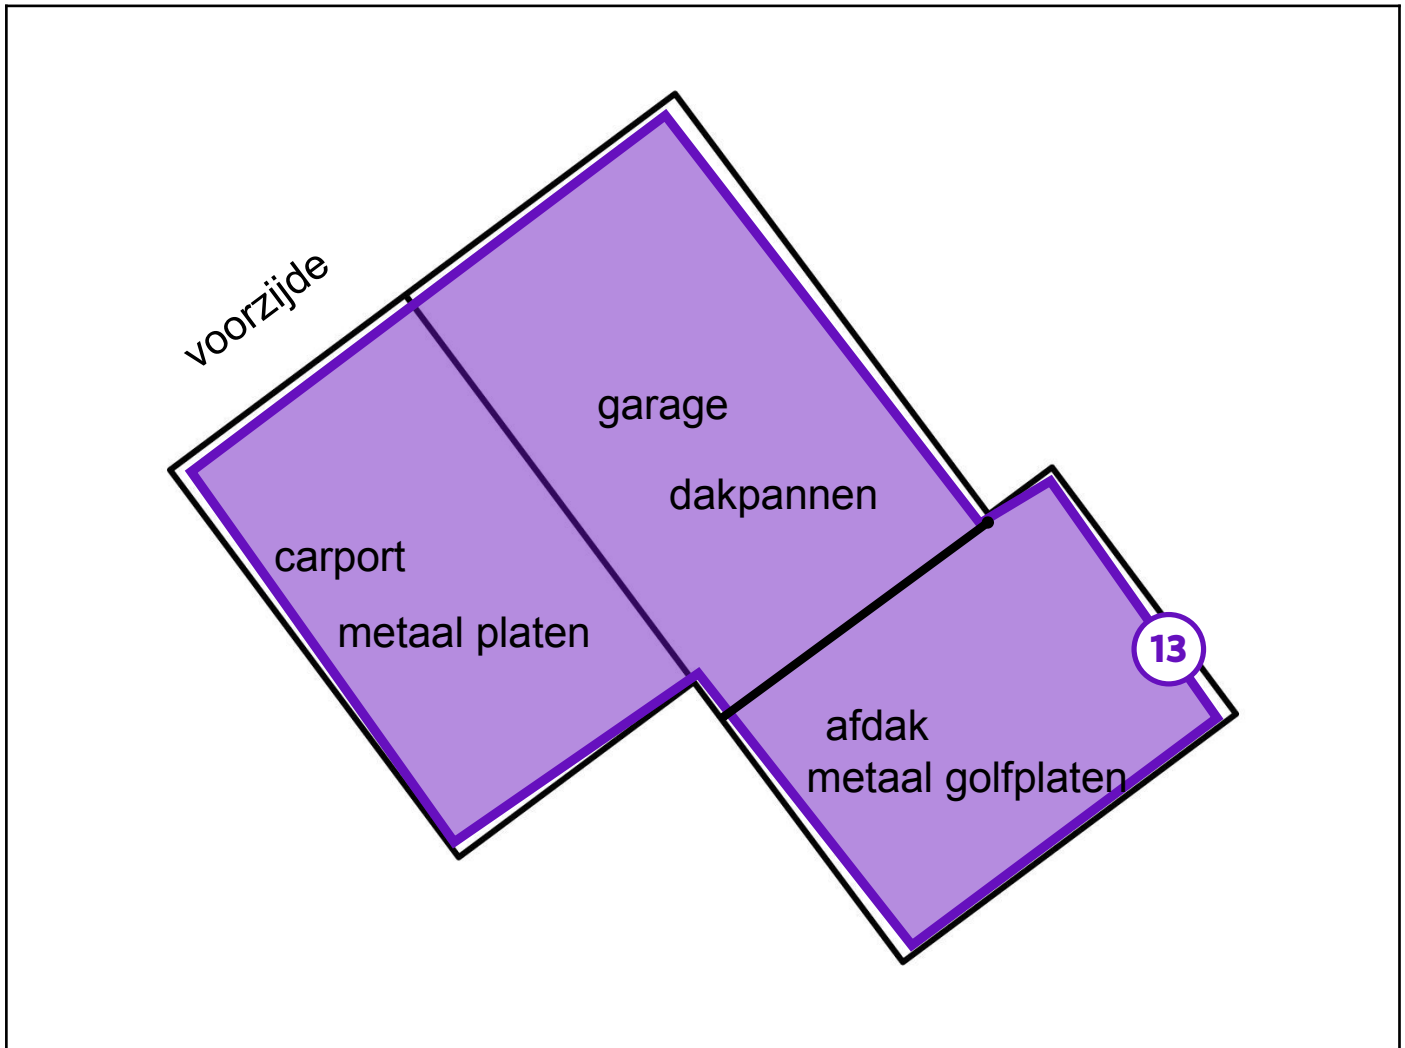 voorzijde
garage
dakpannen
carport
metaal platen
13
afdak
metaal golfplaten